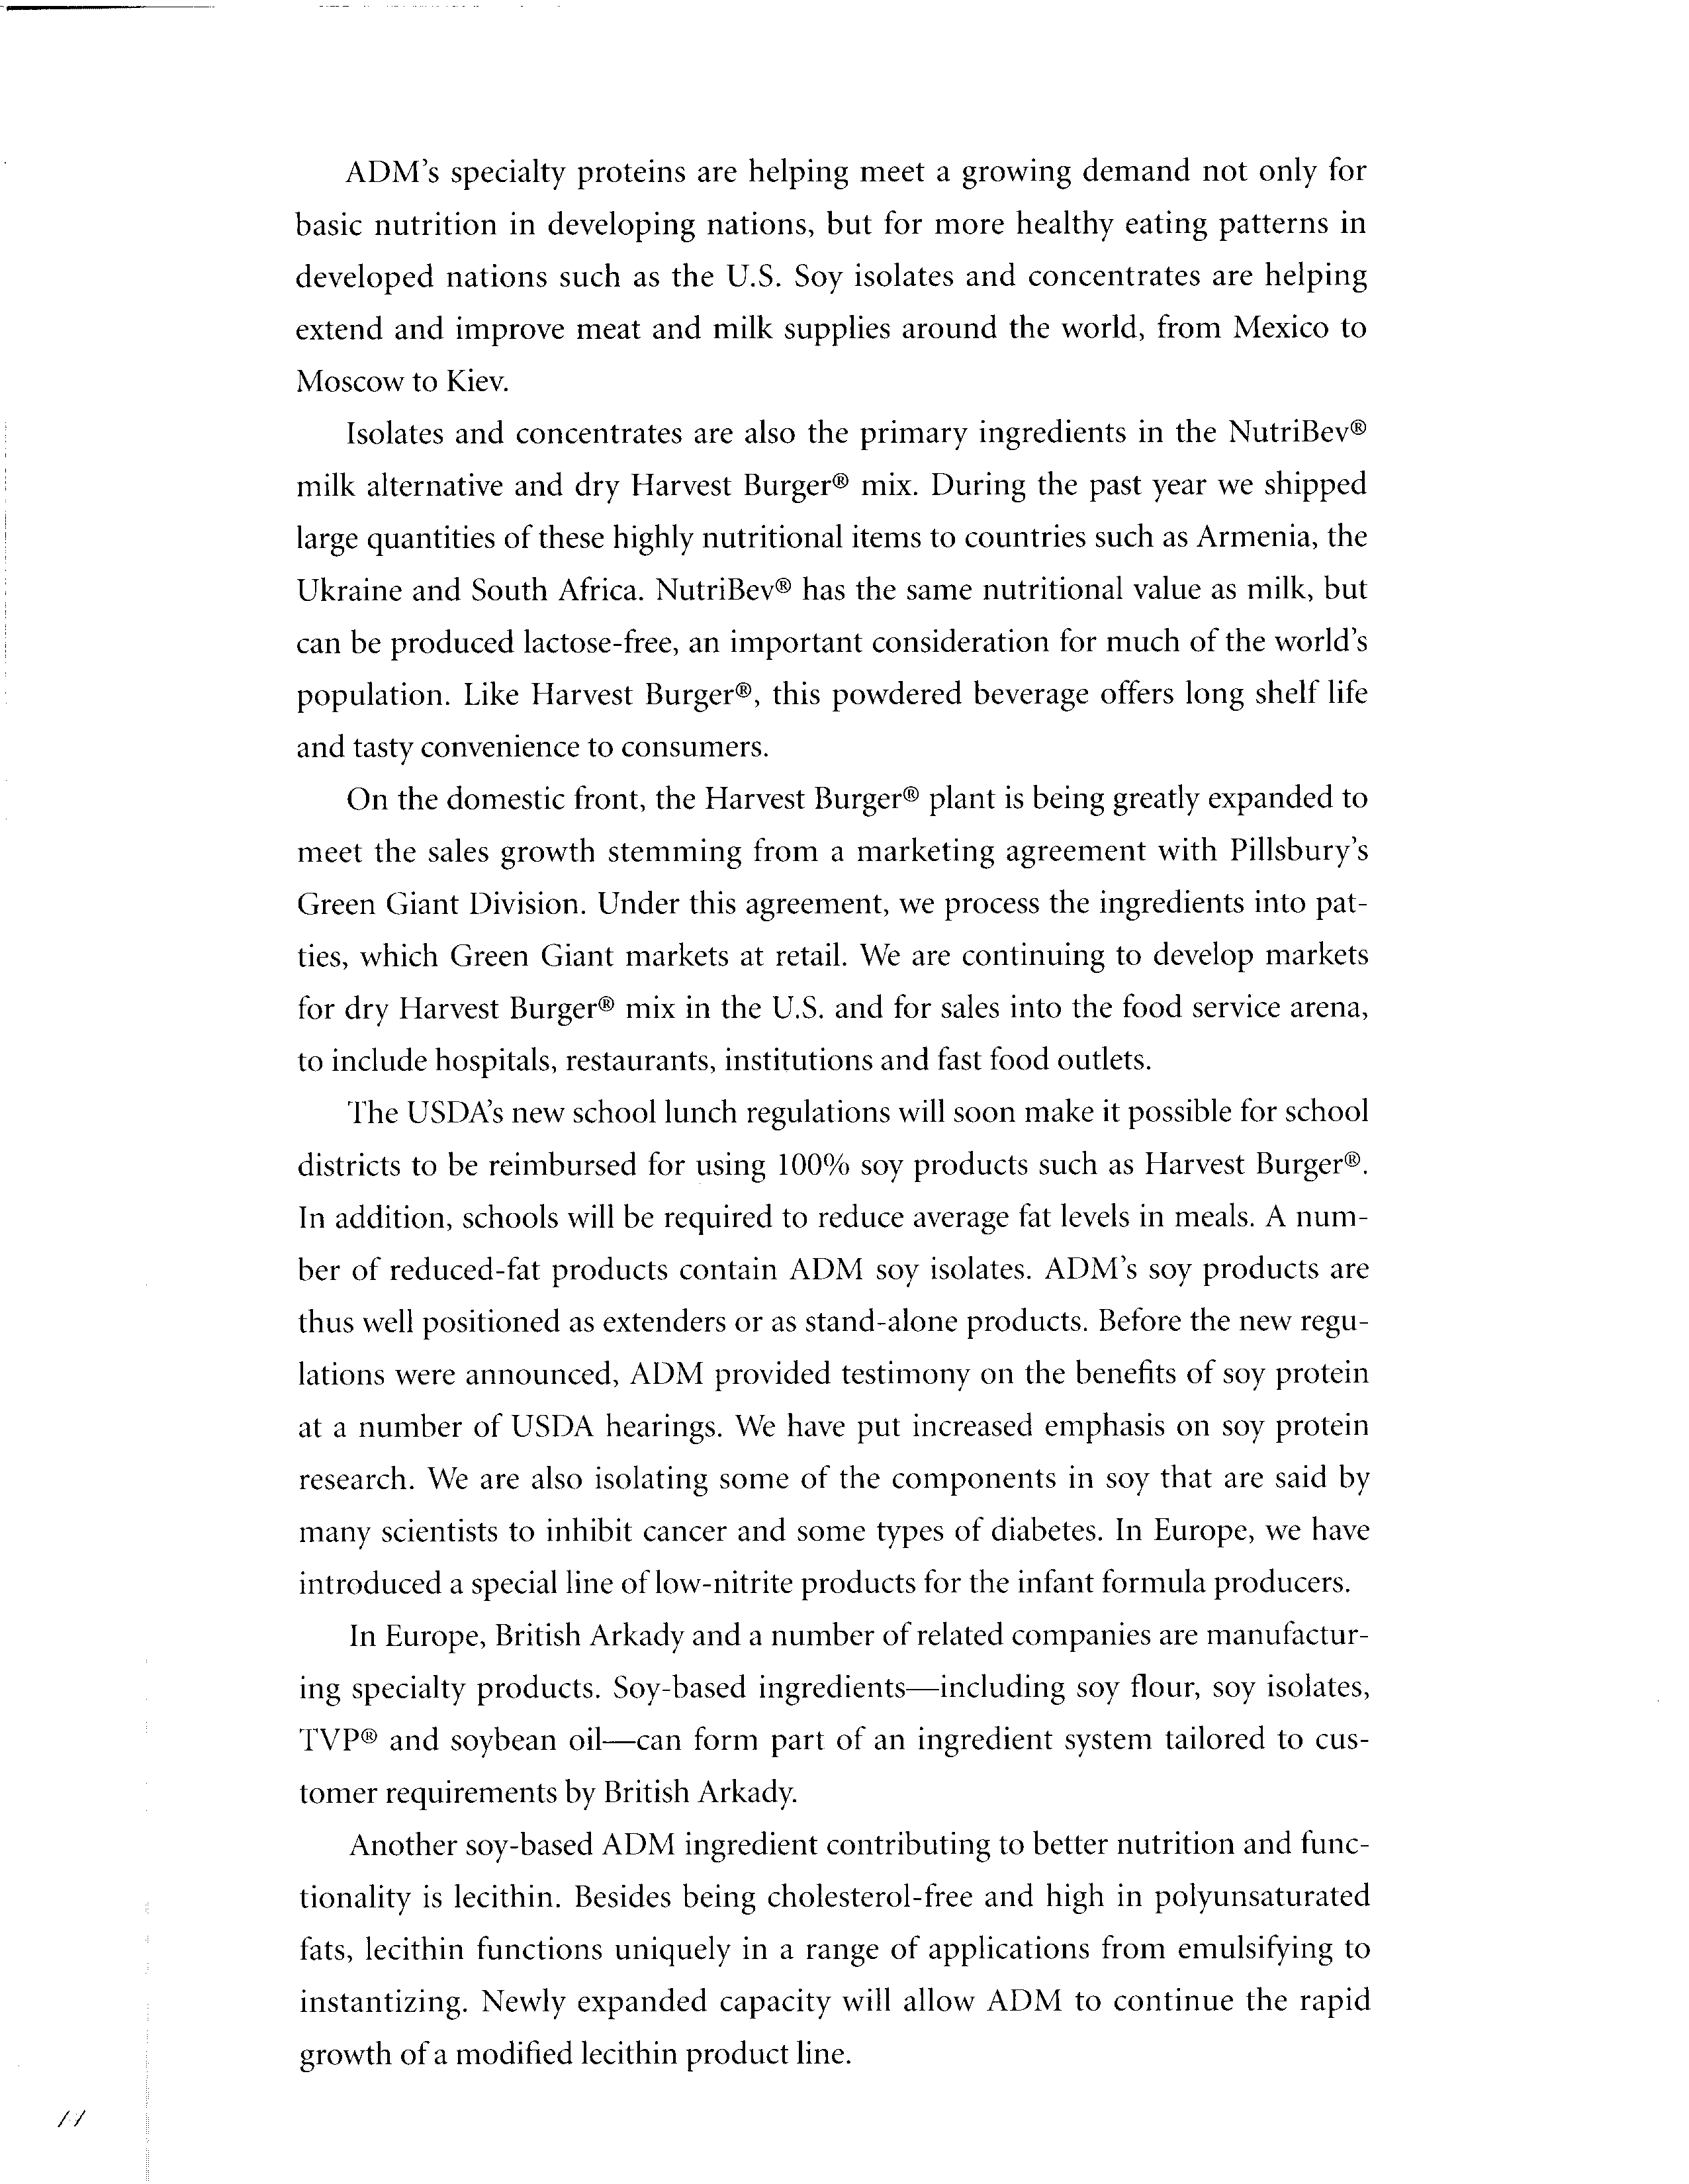 ADM's specialty proteins are helping meet a growing demand not only for
basic nutrition in developing nations, but for more healthy eating patterns in
developed nations such as the U.S. Soy isolates and concentrates are helping
extend and improve meat and milk supplies around the world, from Mexico to
Moscow to Kiev.
Isolates and concentrates are also the primary ingredients in the NutriBev®
milk alternative and dry Harvest Burger® mix. During the past year we shipped
large quantities of these highly nutritional items to countries such as Armenia, the
Ukraine and South Africa. NutriBev® has the same nutritional value as milk, but
can be produced lactose-free, an important consideration for much of the world's
population. Like Harvest Burger®, this powdered beverage offers long shelf life
and tasty convenience to consumers.
On the domestic front, the Harvest Burger® plant is being greatly expanded to
meet the sales growth stemming from a marketing agreement with Pillsbury's
Green Giant Division. Under this agreement, we process the ingredients into pat-
ties, which Green Giant markets at retail. We are continuing to develop markets
for dry Harvest Burger® mix in the U.S. and for sales into the food service arena,
to include hospitals, restaurants, institutions and fast food outlets.
The USDA's new school lunch regulations will soon make it possible for school
districts to be reimbursed for using 100% soy products such as Harvest Burger®.
In addition, schools will be required to reduce average fat levels in meals. A num-
ber of reduced-fat products contain ADM soy isolates. ADM's soy products are
thus well positioned as extenders or as stand-alone products. Before the new regu-
lations were announced, ADM provided testimony on the benefits of soy protein
at a number of USDA hearings. We have put increased emphasis on soy protein
research. We are also isolating some of the components in soy that are said by
many scientists to inhibit cancer and some types of diabetes. In Europe, we have
introduced a special line of low-nitrite products for the infant formula producers.
In Europe, British Arkady and a number of related companies are manufactur-
ing specialty products. Soy-based ingredients—including soy flour, soy isolates,
TVP® and soybean oil—can form part of an ingredient system tailored to cus-
tomer requirements by British Arkady.
Another soy-based ADM ingredient contributing to better nutrition and func-
tionality is lecithin. Besides being cholesterol-free and high in polyunsaturated
fats, lecithin functions uniquely in a range of applications from emulsifying to
instantizing. Newly expanded capacity will allow ADM to continue the rapid
growth of a modified lecithin product line.
11